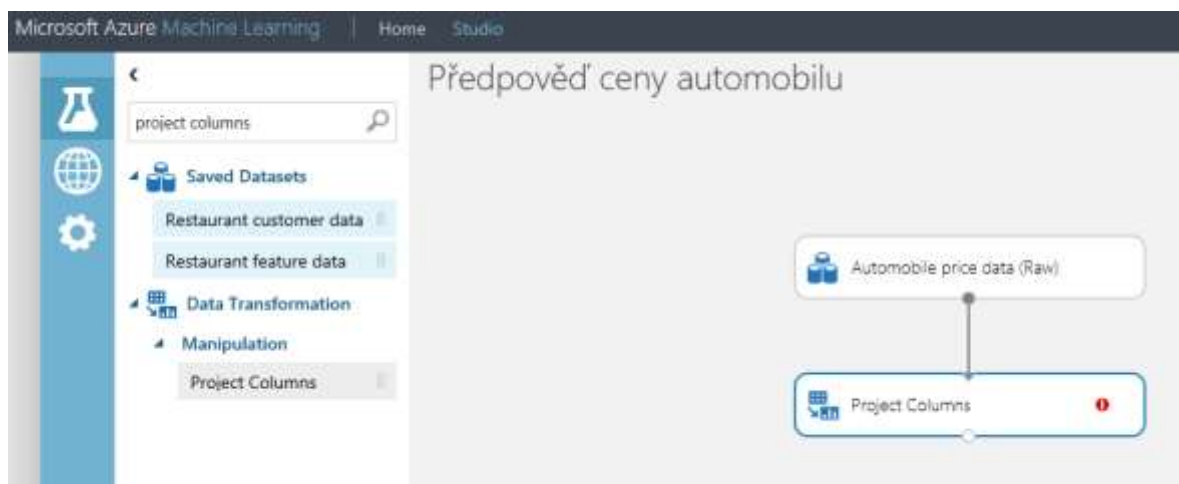 Microsoft Azure Machine Learning | Home Studio
Předpověď ceny automobilu
project columns
Saved Datasets
Restaurant customer data
Restaurant feature data
Data Transformation
Manipulation
Project Columns
Automobile price data (Raw)
Project Columns